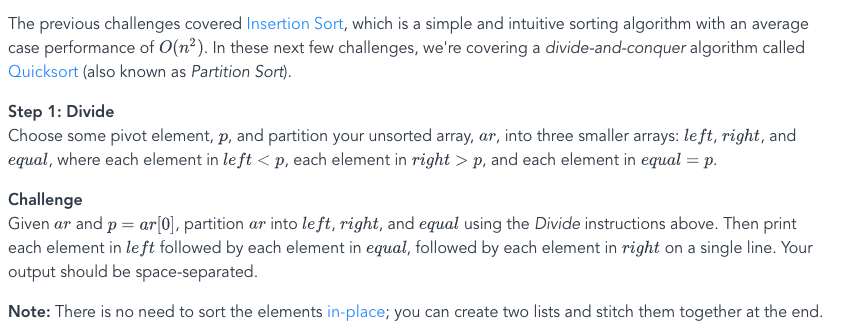 The previous challenges covered Insertion Sort, which is a simple and intuitive sorting algorithm with an average
case performance of O(n²). In these next few challenges, we're covering a divide-and-conquer algorithm called
Quicksort (also known as Partition Sort).
Step 1: Divide
Choose some pivot element, p, and partition your unsorted array, ar, into three smaller arrays: left, right, and
equal, where each element in left < p, each element in right > p, and each element in equal = p.
Challenge
Given ar and p = ar[0], partition ar into left, right, and equal using the Divide instructions above. Then print
each element in left followed by each element in equal, followed by each element in right on a single line. Your
output should be space-separated.
Note: There is no need to sort the elements in-place; you can create two lists and stitch them together at the end.